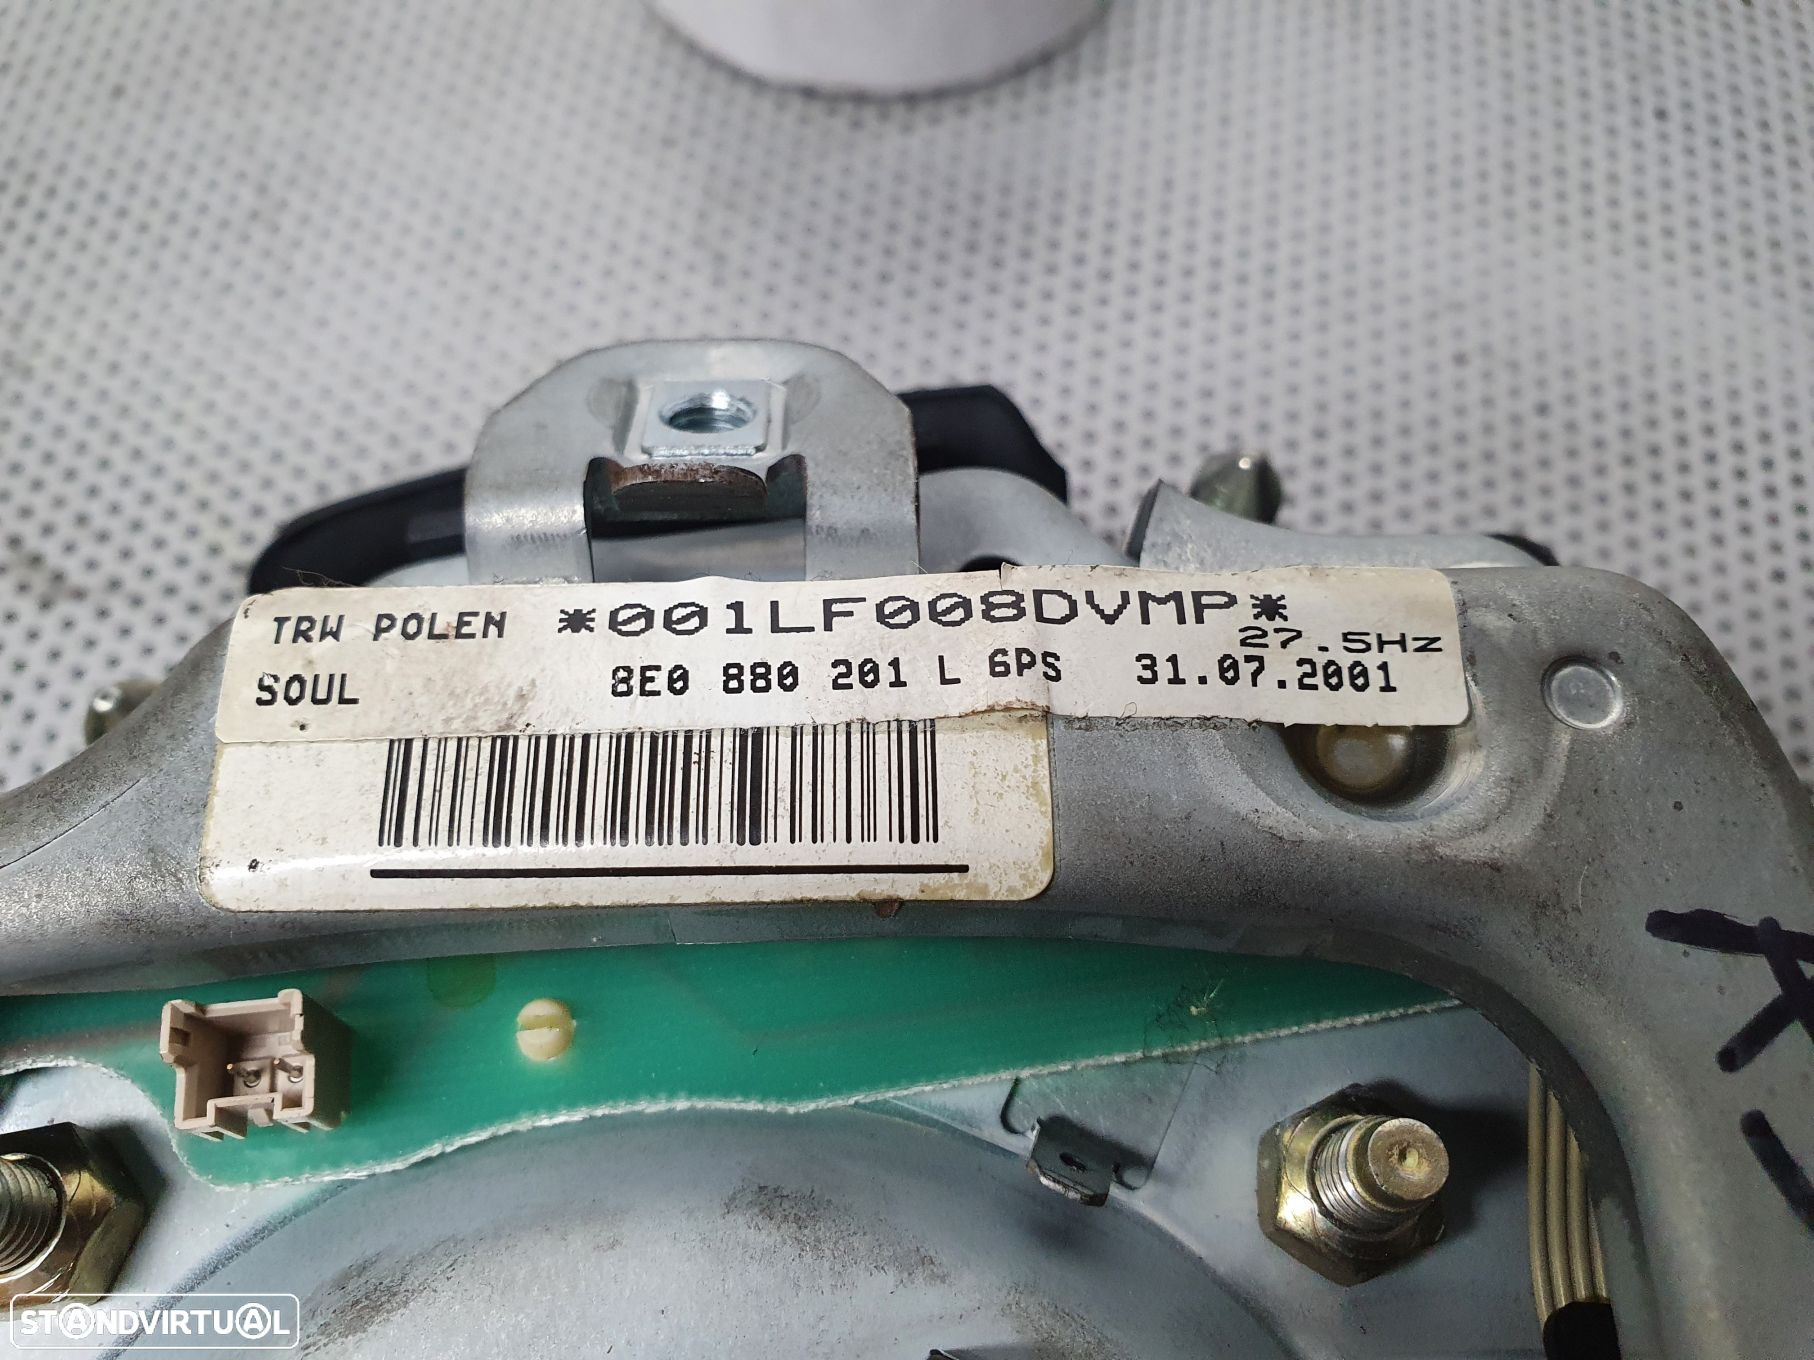 TRW POLEN *001LF008DVMP*
27.5Hz
SOUL 8E0 880 201 L 6PS 31.07.2001
STANDVIRTUAL